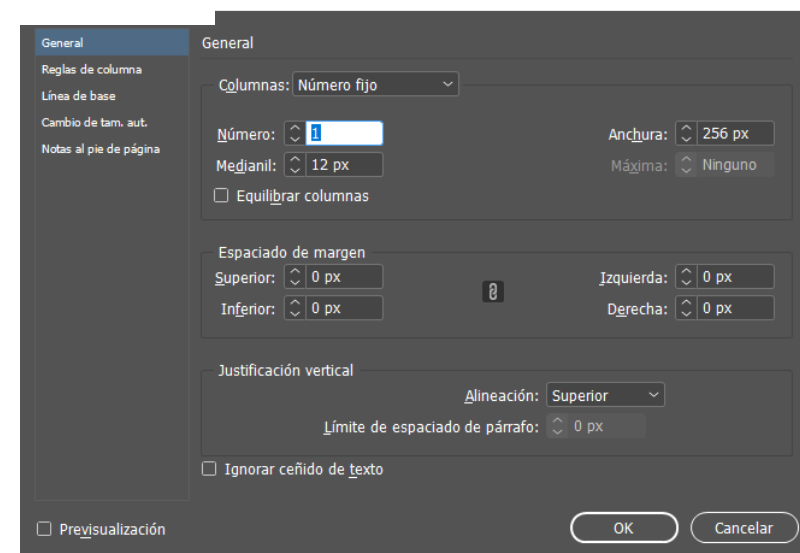 General
Reglas de columna
Línea de base
Cambio de tam. aut.
Notas al pie de página
General
Columnas: Número fijo
Número: 1 Anchura: 256 px
Medianil: 12 px Máxima: Ninguno
Equilibrar columnas
Espaciado de margen
Superior: 0 px Izquierda: 0 px
Inferior: 0 px Derecha: 0 px
Justificación vertical
Alineación: Superior
Límite de espaciado de párrafo: 0 px
Ignorar ceñido de texto
Previsualización OK Cancelar